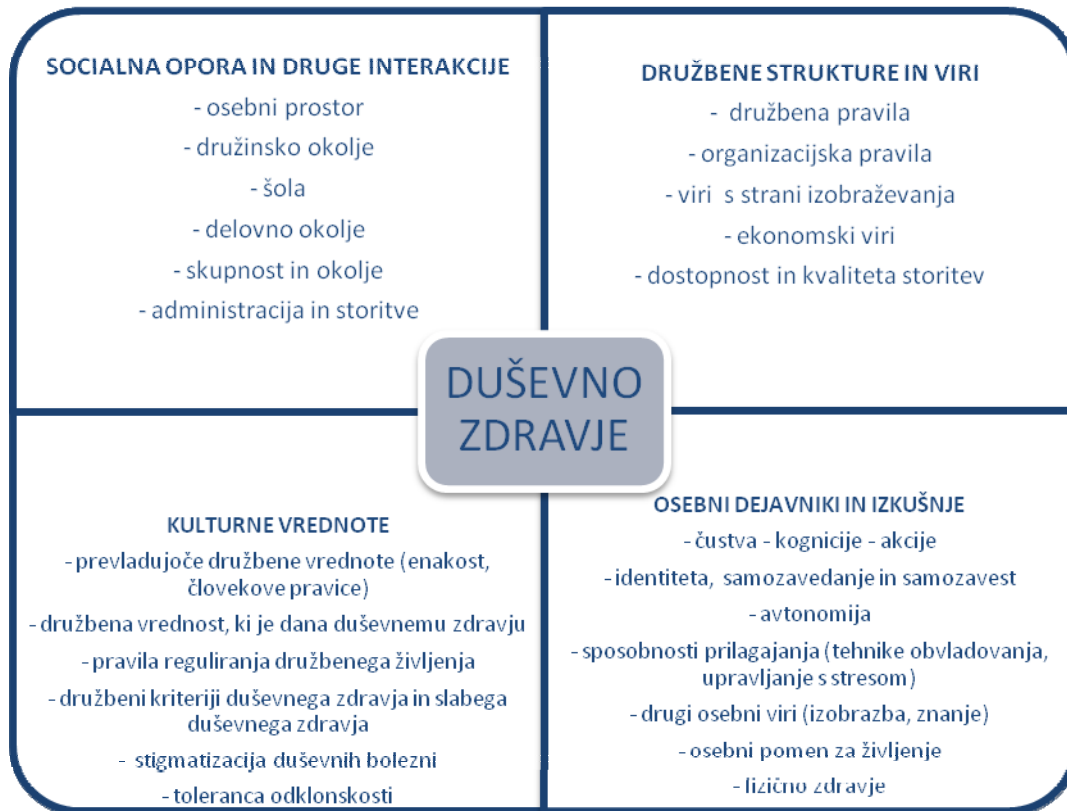 SOCIALNA OPORA IN DRUGE INTERAKCIJE
- osebni prostor
- družinsko okolje
- šola
- delovno okolje
- skupnost in okolje
- administracija in storitve
DRUŽBENE STRUKTURE IN VIRI
- družbena pravila
- organizacijska pravila
- viri s strani izobraževanja
- ekonomski viri
- dostopnost in kvaliteta storitev
DUŠEVNO
ZDRAVJE
KULTURNE VREDNOTE
- prevladujoče družbene vrednote (enakost,
človekove pravice)
- družbena vrednost, ki je dana duševnemu zdravju
- pravila reguliranja družbenega življenja
- družbeni kriteriji duševnega zdravja in slabega
duševnega zdravja
- stigmatizacija duševnih bolezni
- toleranca odklonskosti
OSEBNI DEJAVNIKI IN IZKUŠNJE
- čustva - kognicije - akcije
- identiteta, samozavedanje in samozavest
- avtonomija
- sposobnosti prilagajanja (tehnike obvladovanja,
upravljanje s stresom)
- drugi osebni viri (izobrazba, znanje)
- osebni pomen za življenje
- fizično zdravje